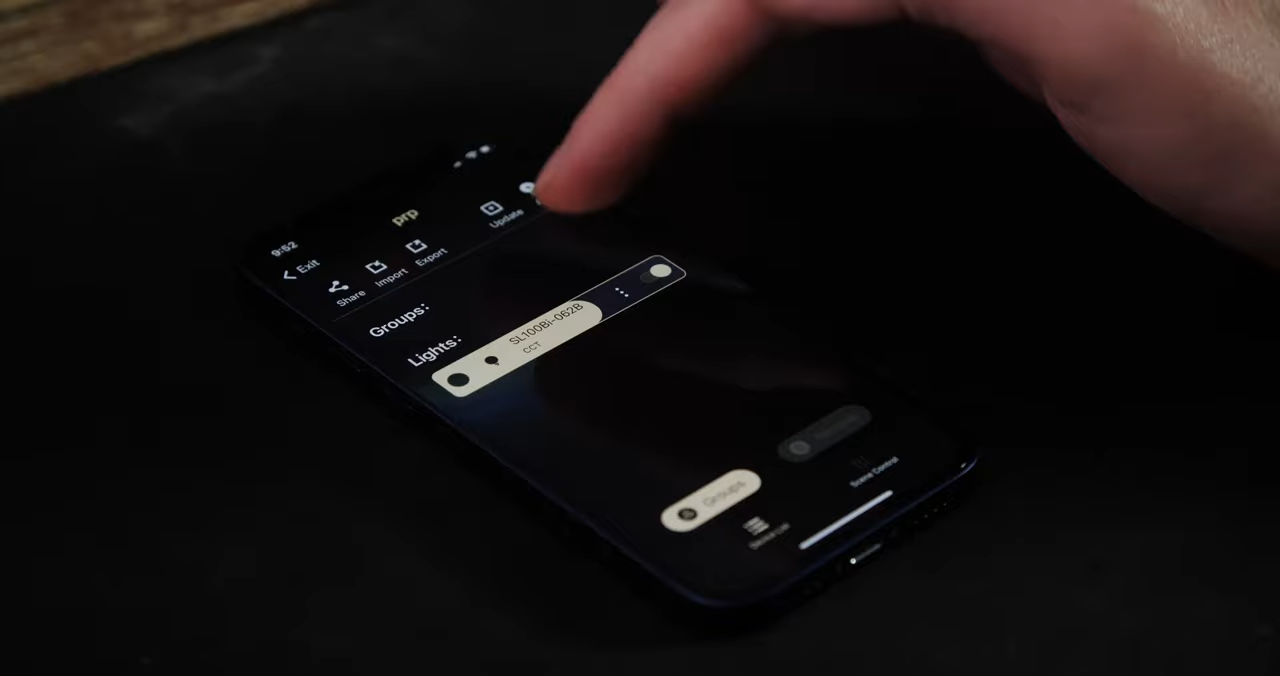 9:52
Exit
prp
Share
Import
Export
Update
Groups:
Lights:
SL100Bi-062B
CCT
Groups
Scene Control